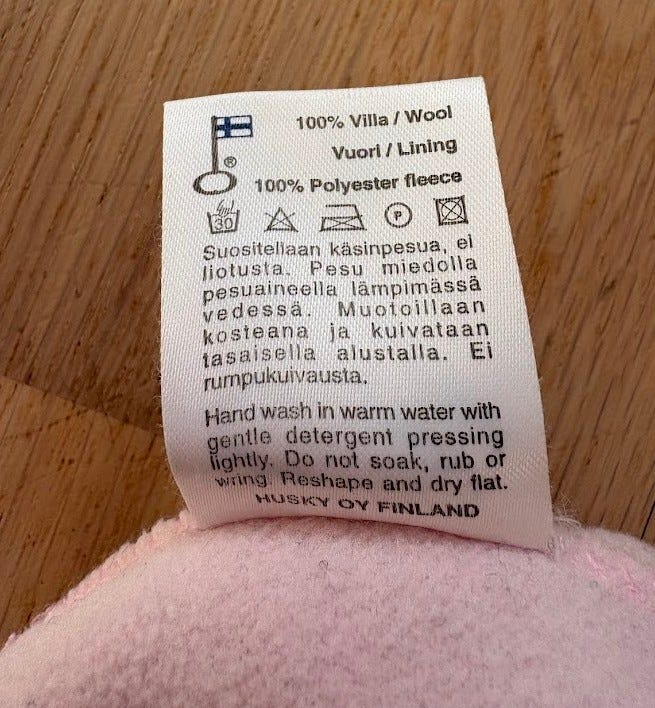 100% Villa / Wool
Vuori / Lining
®
100% Polyester fleece
30 P
Suositellaan käsinpesua, ei
liotusta. Pesu miedolla
pesuaineella lämpimässä
vedessä. Muotoillaan
kosteana ja kuivataan
tasaisella alustalla. Ei
rumpukuivausta.
Hand wash in warm water with
gentle detergent pressing
lightly. Do not soak, rub or
wring. Reshape and dry flat.
HUSKY OY FINLAND